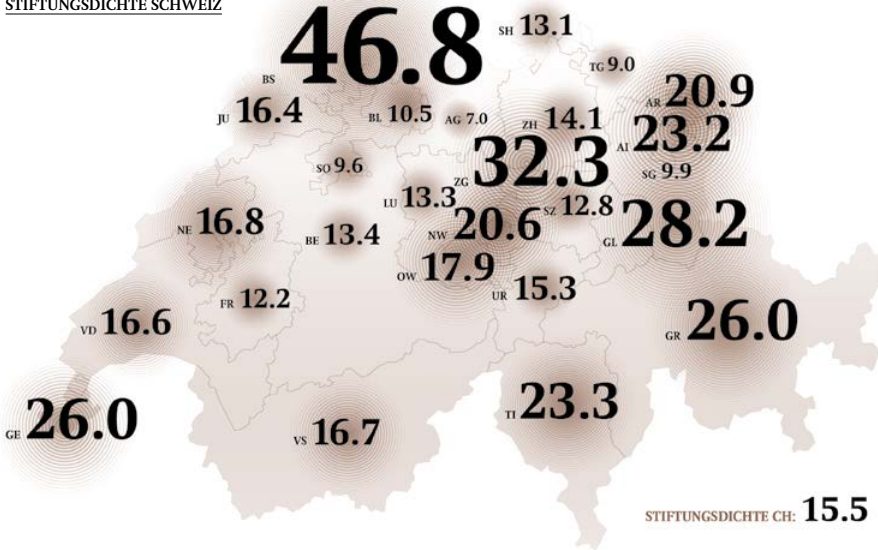 STIFTUNGSDICHTE SCHWEIZ
BS 46.8
SH 13.1
TG 9.0
JU 16.4
BL 10.5
AG 7.0
ZH 14.1
AR 20.9
AI 23.2
SO 9.6
ZG 32.3
SG 9.9
LU 13.3
SZ 12.8
NE 16.8
BE 13.4
NW 20.6
GL 28.2
OW 17.9
UR 15.3
FR 12.2
VD 16.6
GR 26.0
GE 26.0
VS 16.7
TI 23.3
STIFTUNGSDICHTE CH: 15.5